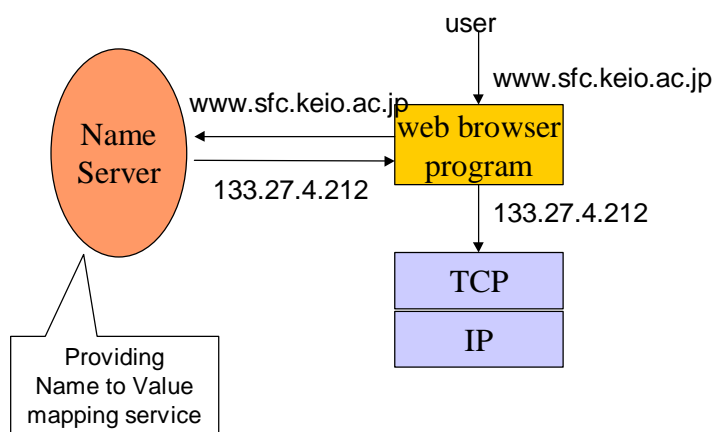 user
www.sfc.keio.ac.jp
www.sfc.keio.ac.jp
Name
Server
web browser
program
133.27.4.212
133.27.4.212
TCP
IP
Providing
Name to Value
mapping service